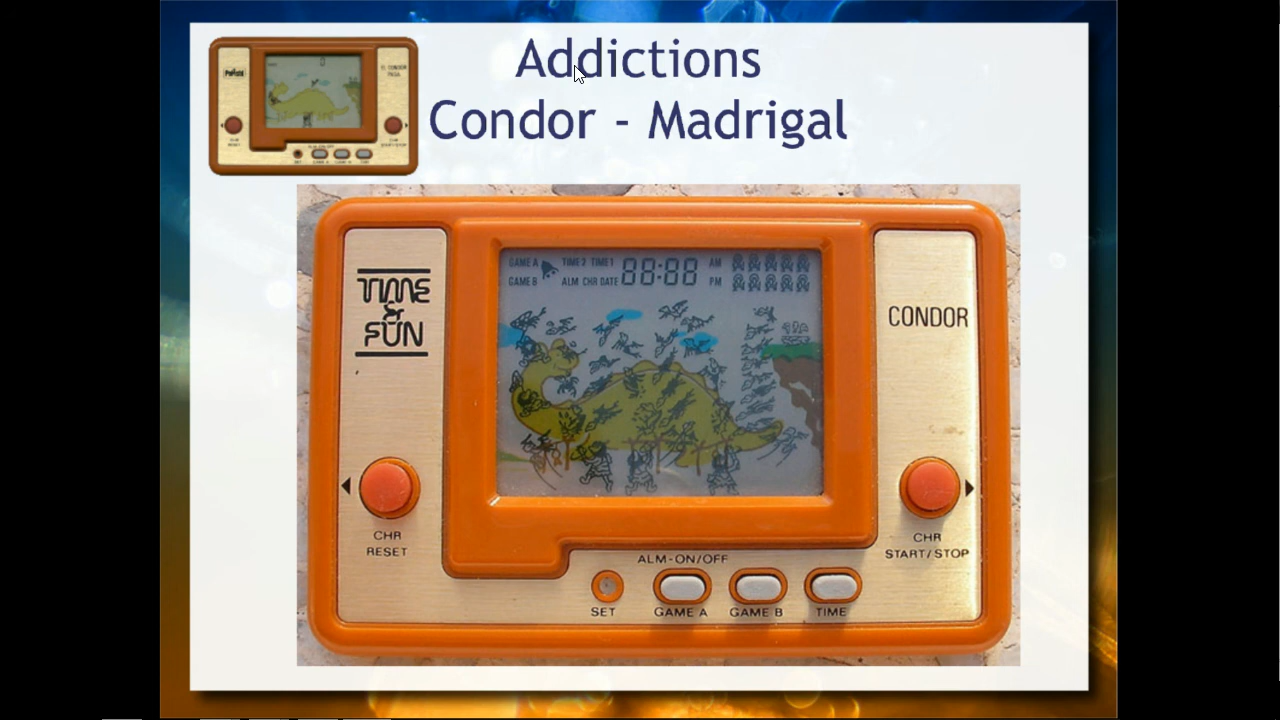 Addictions
Condor - Madrigal
TIME
&
FUN
GAME A TIME 2 TIME 1 88:88 AM
GAME B ALM CHR DATE PM
CONDOR
CHR
RESET
CHR
START/STOP
ALM-ON/OFF
SET GAME A GAME B TIME